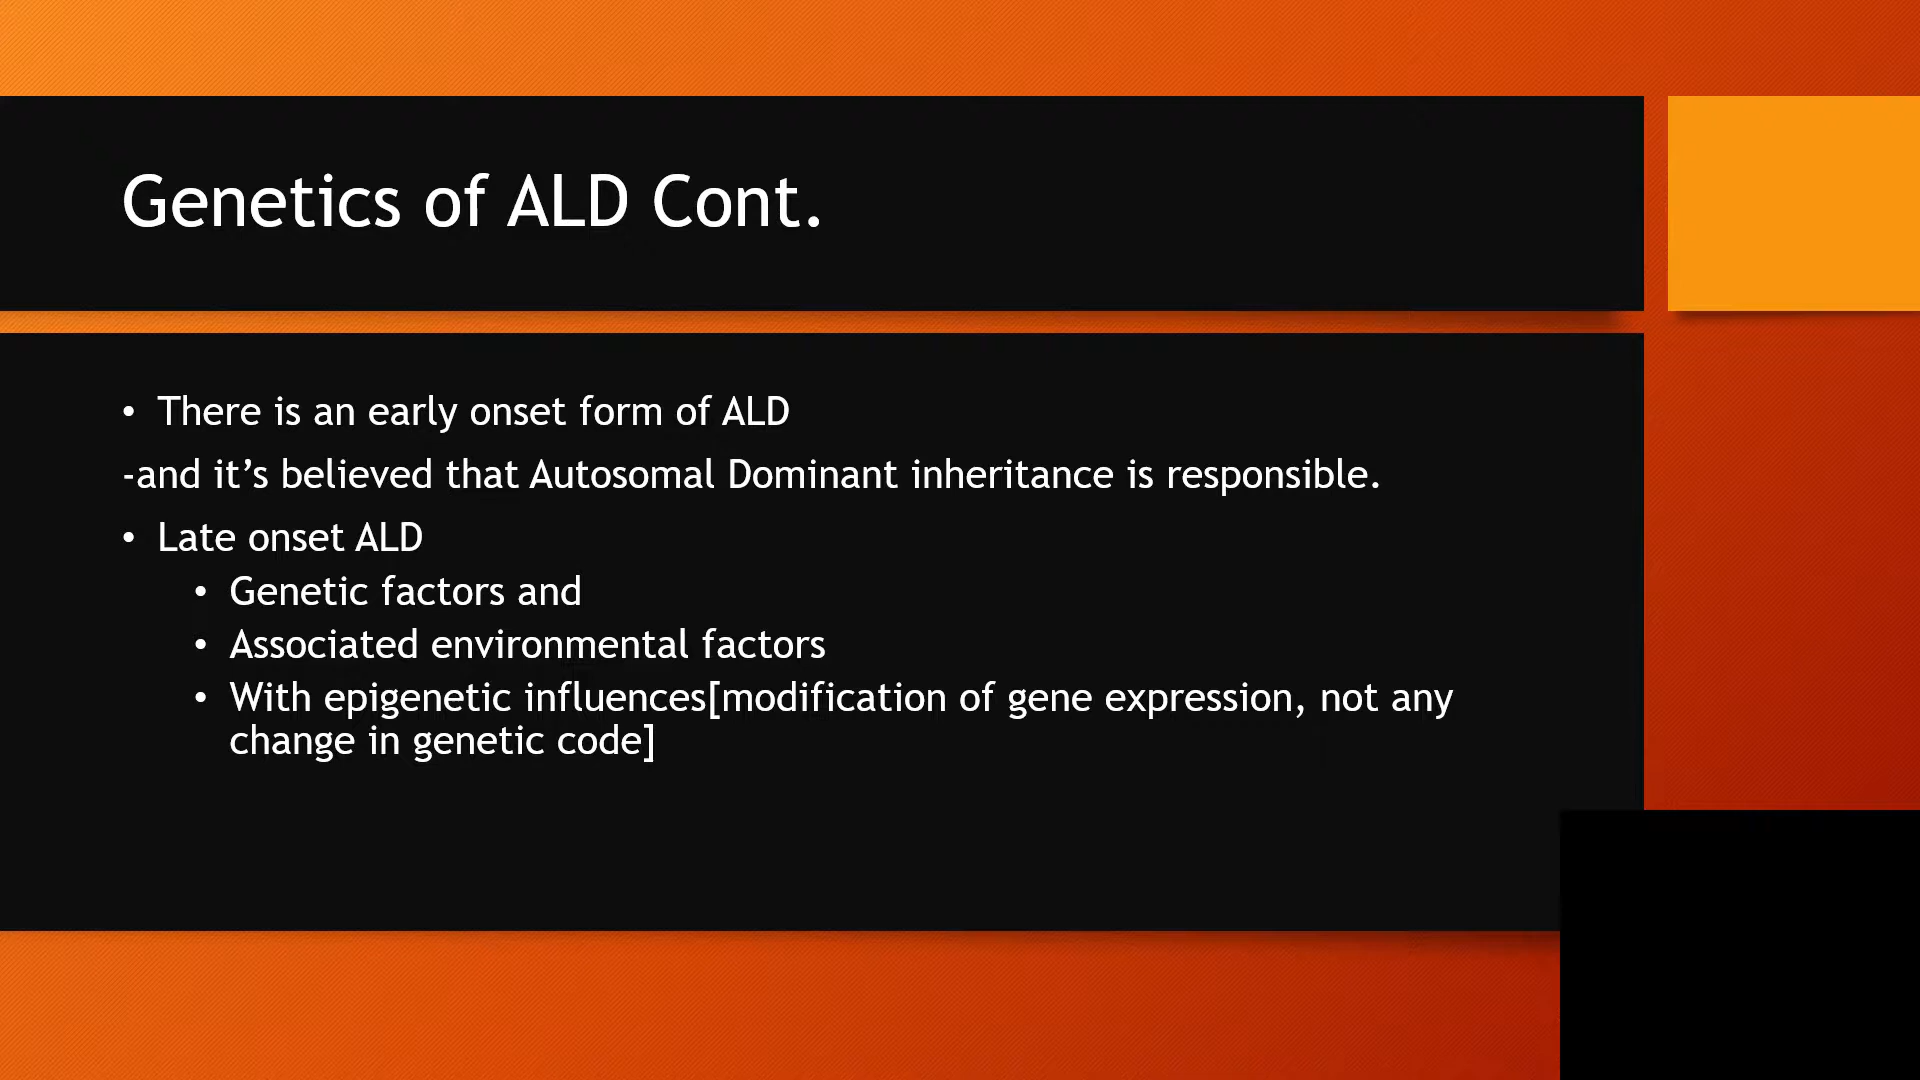 Genetics of ALD Cont.
• There is an early onset form of ALD
-and it’s believed that Autosomal Dominant inheritance is responsible.
• Late onset ALD
• Genetic factors and
• Associated environmental factors
• With epigenetic influences[modification of gene expression, not any
change in genetic code]